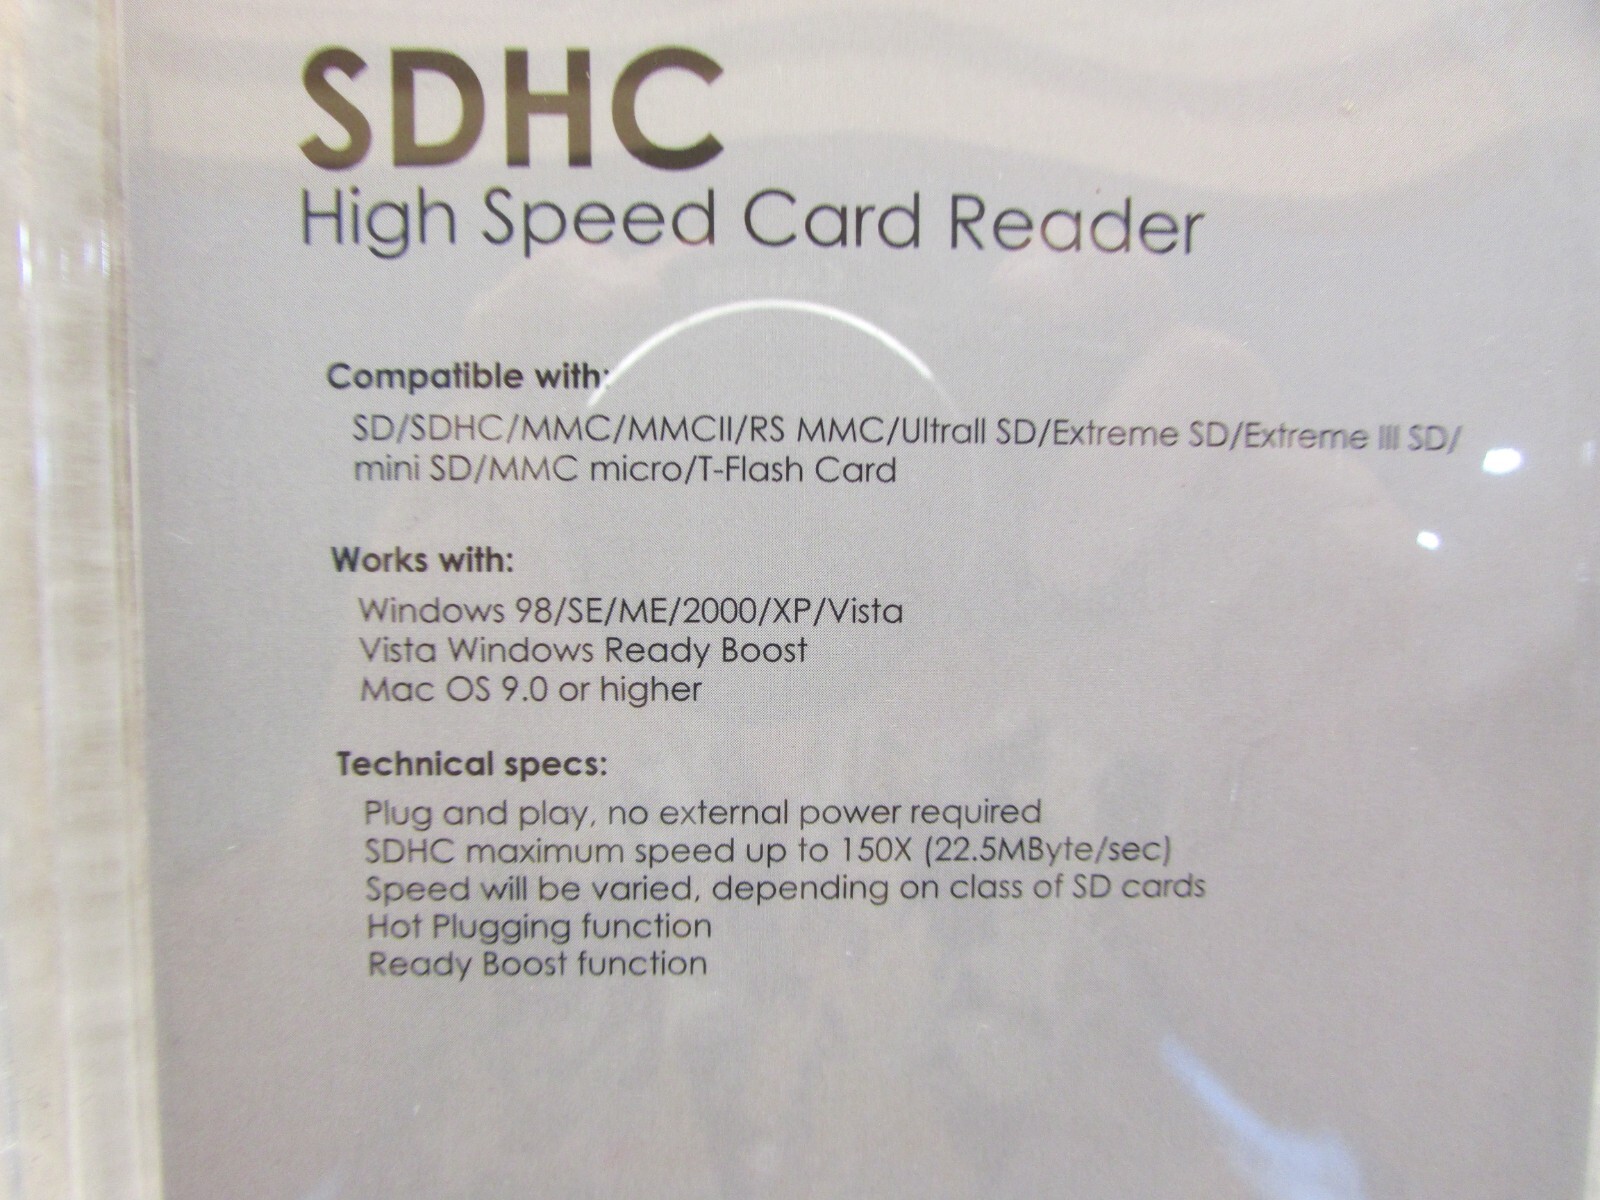 SDHC
High Speed Card Reader
Compatible with:
SD/SDHC/MMC/MMCII/RS MMC/UltraII SD/Extreme SD/Extreme III SD/
mini SD/MMC micro/T-Flash Card
Works with:
Windows 98/SE/ME/2000/XP/Vista
Vista Windows Ready Boost
Mac OS 9.0 or higher
Technical specs:
Plug and play, no external power required
SDHC maximum speed up to 150X (22.5MByte/sec)
Speed will be varied, depending on class of SD cards
Hot Plugging function
Ready Boost function